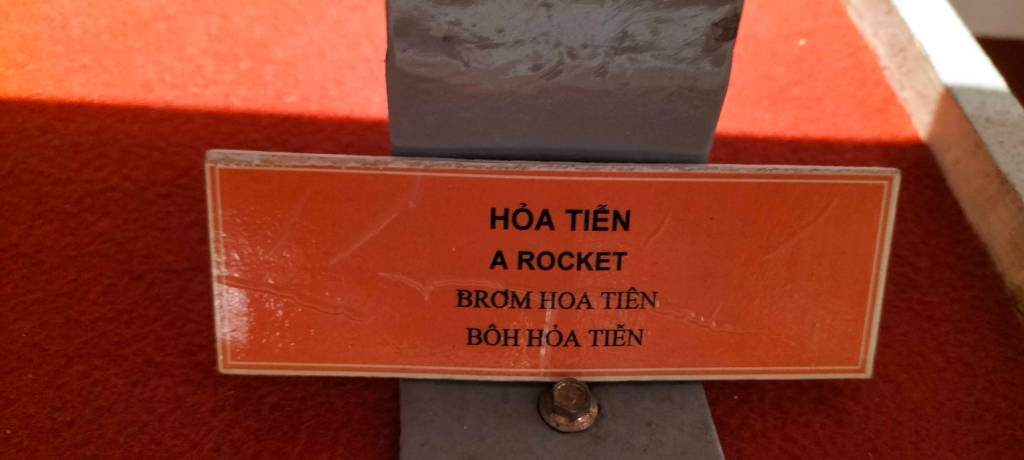 HỎA TIỄN
A ROCKET
BRƠM HOA TIÊN
BÔH HỎA TIỄN